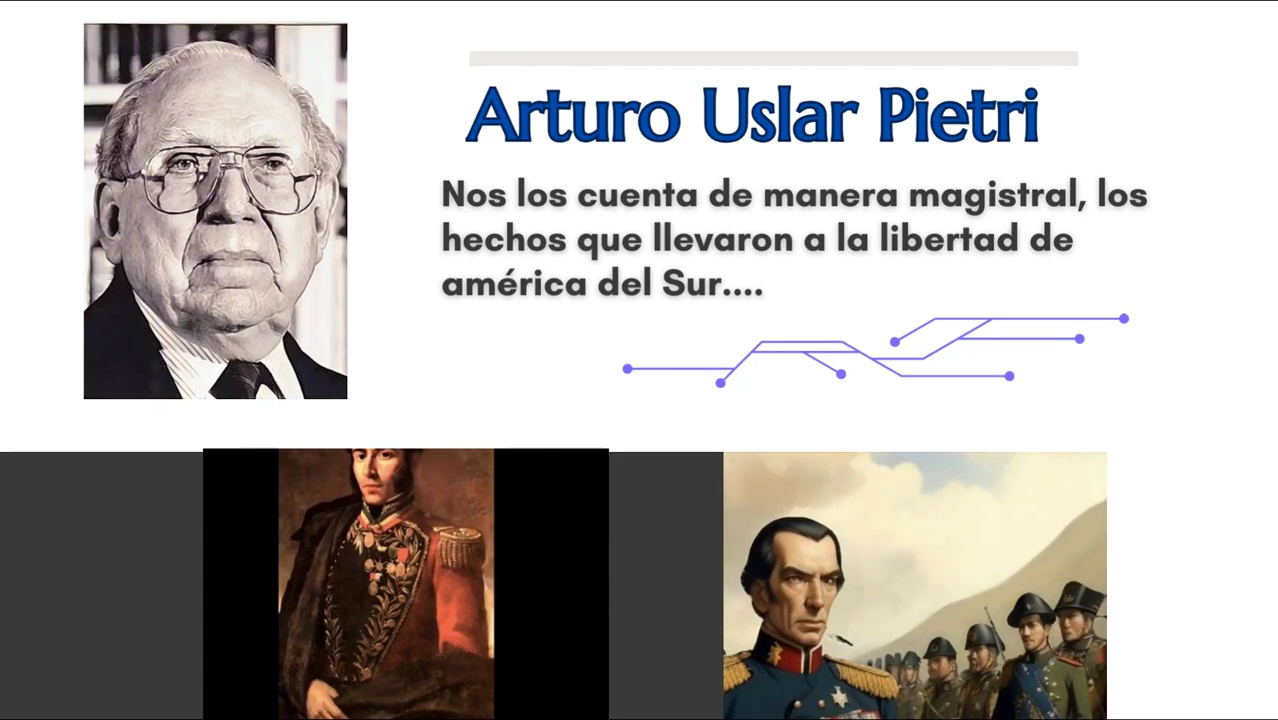 Arturo Uslar Pietri
Nos los cuenta de manera magistral, los
hechos que llevaron a la libertad de
américa del Sur....